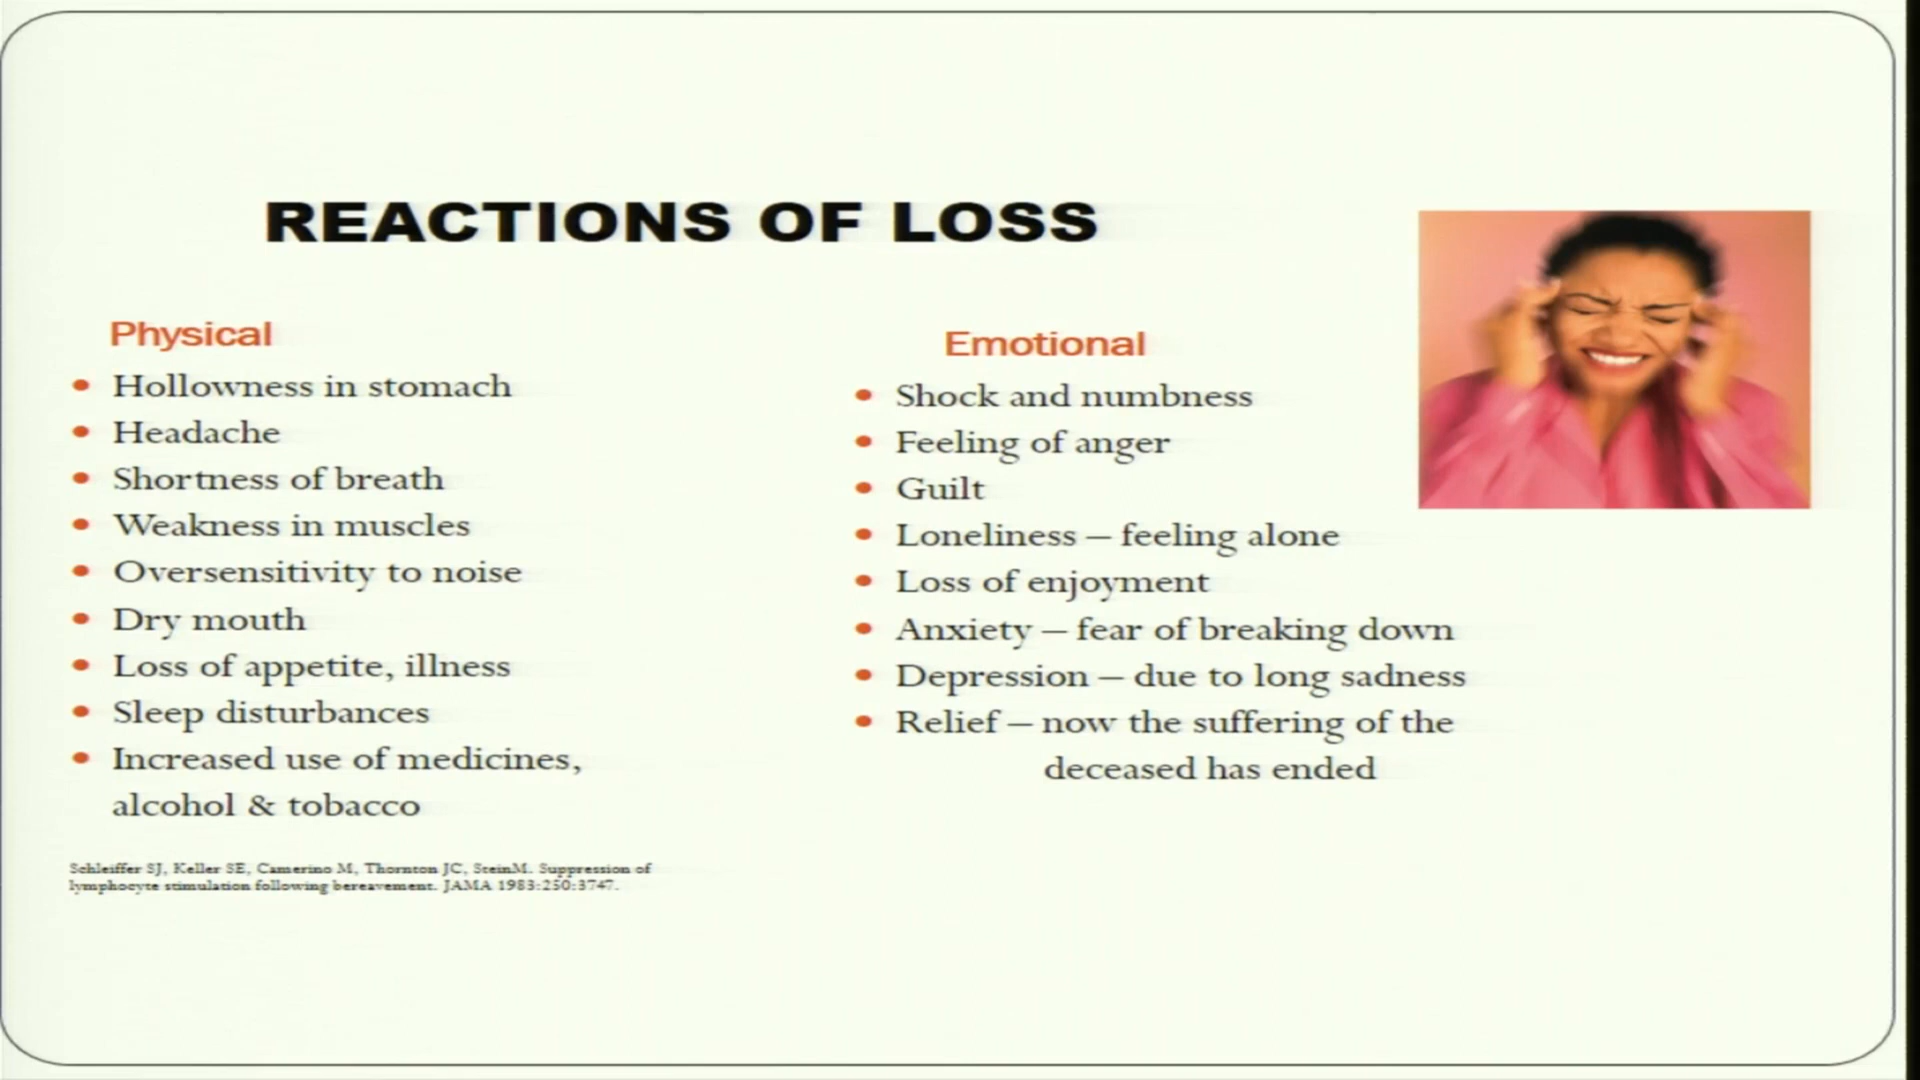 REACTIONS OF LOSS
Physical
• Hollowness in stomach
• Headache
• Shortness of breath
• Weakness in muscles
• Oversensitivity to noise
• Dry mouth
• Loss of appetite, illness
• Sleep disturbances
• Increased use of medicines,
alcohol & tobacco
Schleiffer SJ, Keller SE, Camerino M, Thornton JC, SteinM. Suppression of
lymphocyte stimulation following bereavement. JAMA 1983:250:3747.
Emotional
• Shock and numbness
• Feeling of anger
• Guilt
• Loneliness – feeling alone
• Loss of enjoyment
• Anxiety – fear of breaking down
• Depression – due to long sadness
• Relief – now the suffering of the
deceased has ended